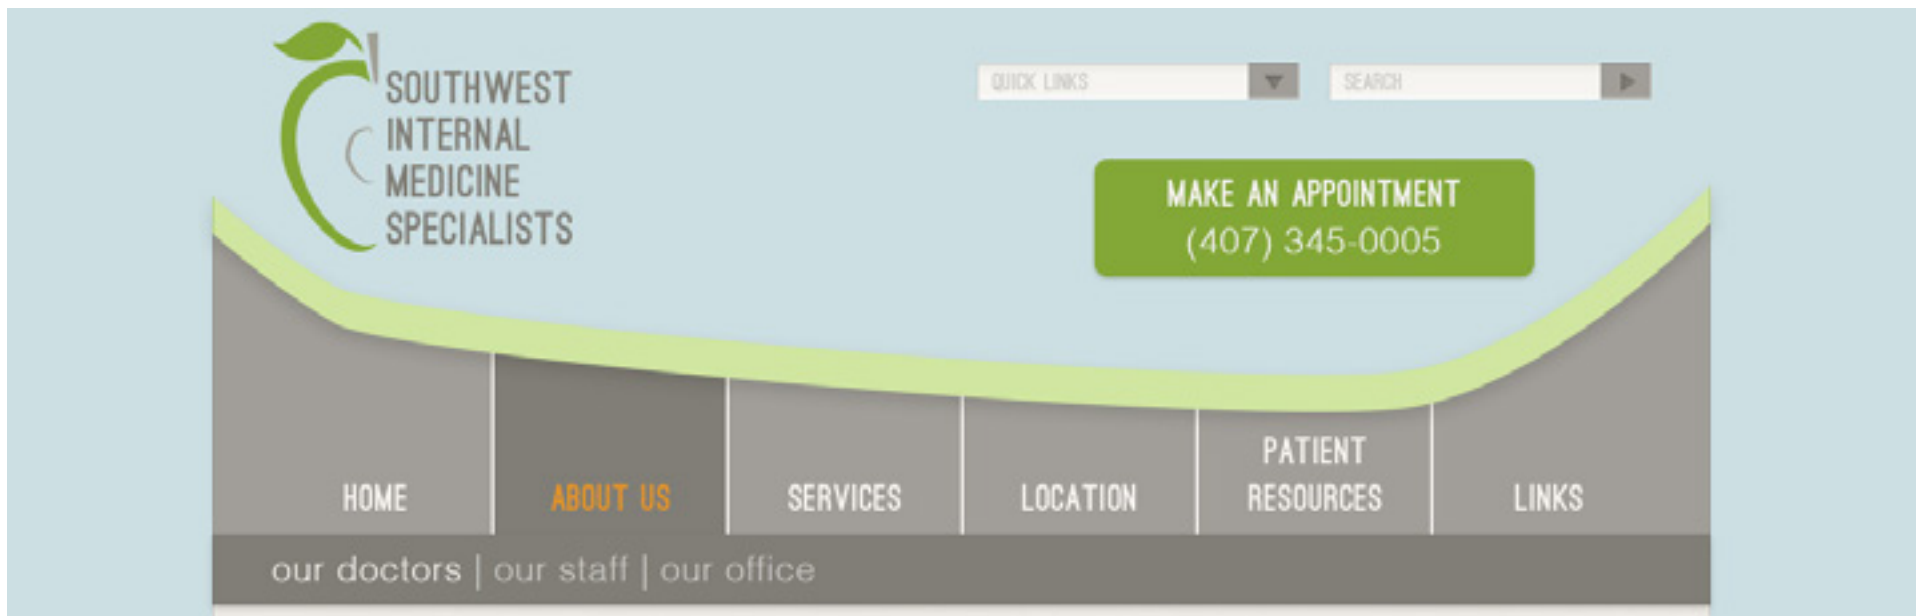 SOUTHWEST
INTERNAL
MEDICINE
SPECIALISTS
QUICK LINKS
SEARCH
MAKE AN APPOINTMENT
(407) 345-0005
HOME
ABOUT US
SERVICES
LOCATION
PATIENT
RESOURCES
LINKS
our doctors | our staff | our office